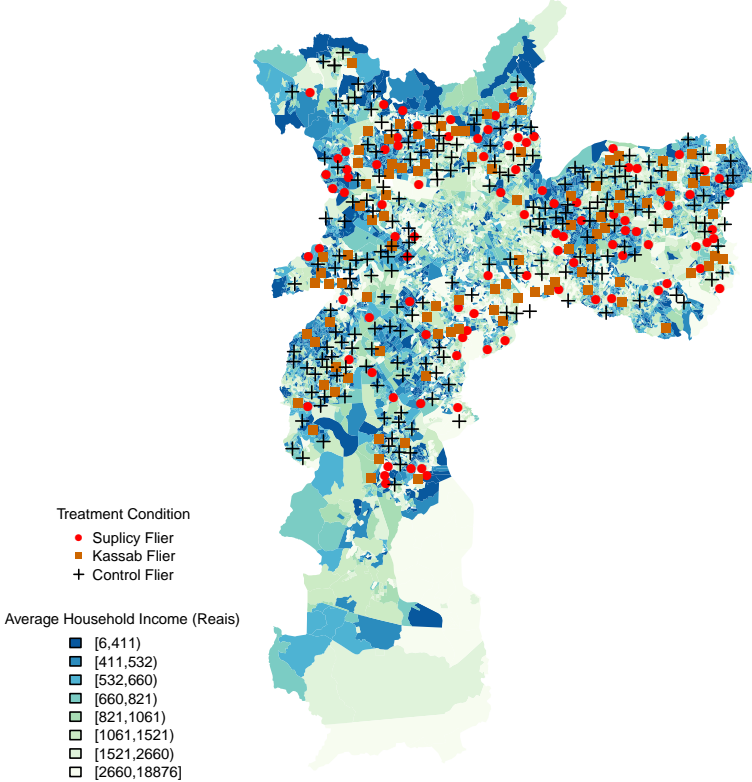 Treatment Condition
Suplicy Flier
Kassab Flier
Control Flier
Average Household Income (Reais)
[6,411)
[411,532)
[532,660)
[660,821)
[821,1061)
[1061,1521)
[1521,2660)
[2660,18876]